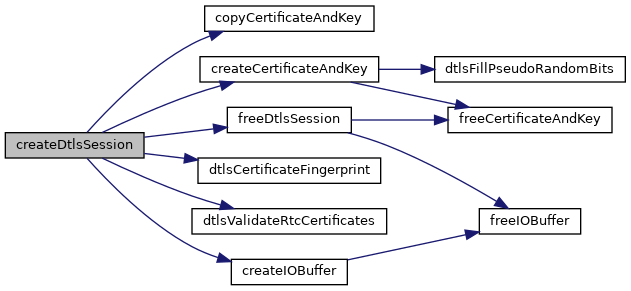 createDtlsSession
copyCertificateAndKey
createCertificateAndKey
freeDtlsSession
dtlsCertificateFingerprint
dtlsValidateRtcCertificates
createIOBuffer
dtlsFillPseudoRandomBits
freeCertificateAndKey
freeIOBuffer